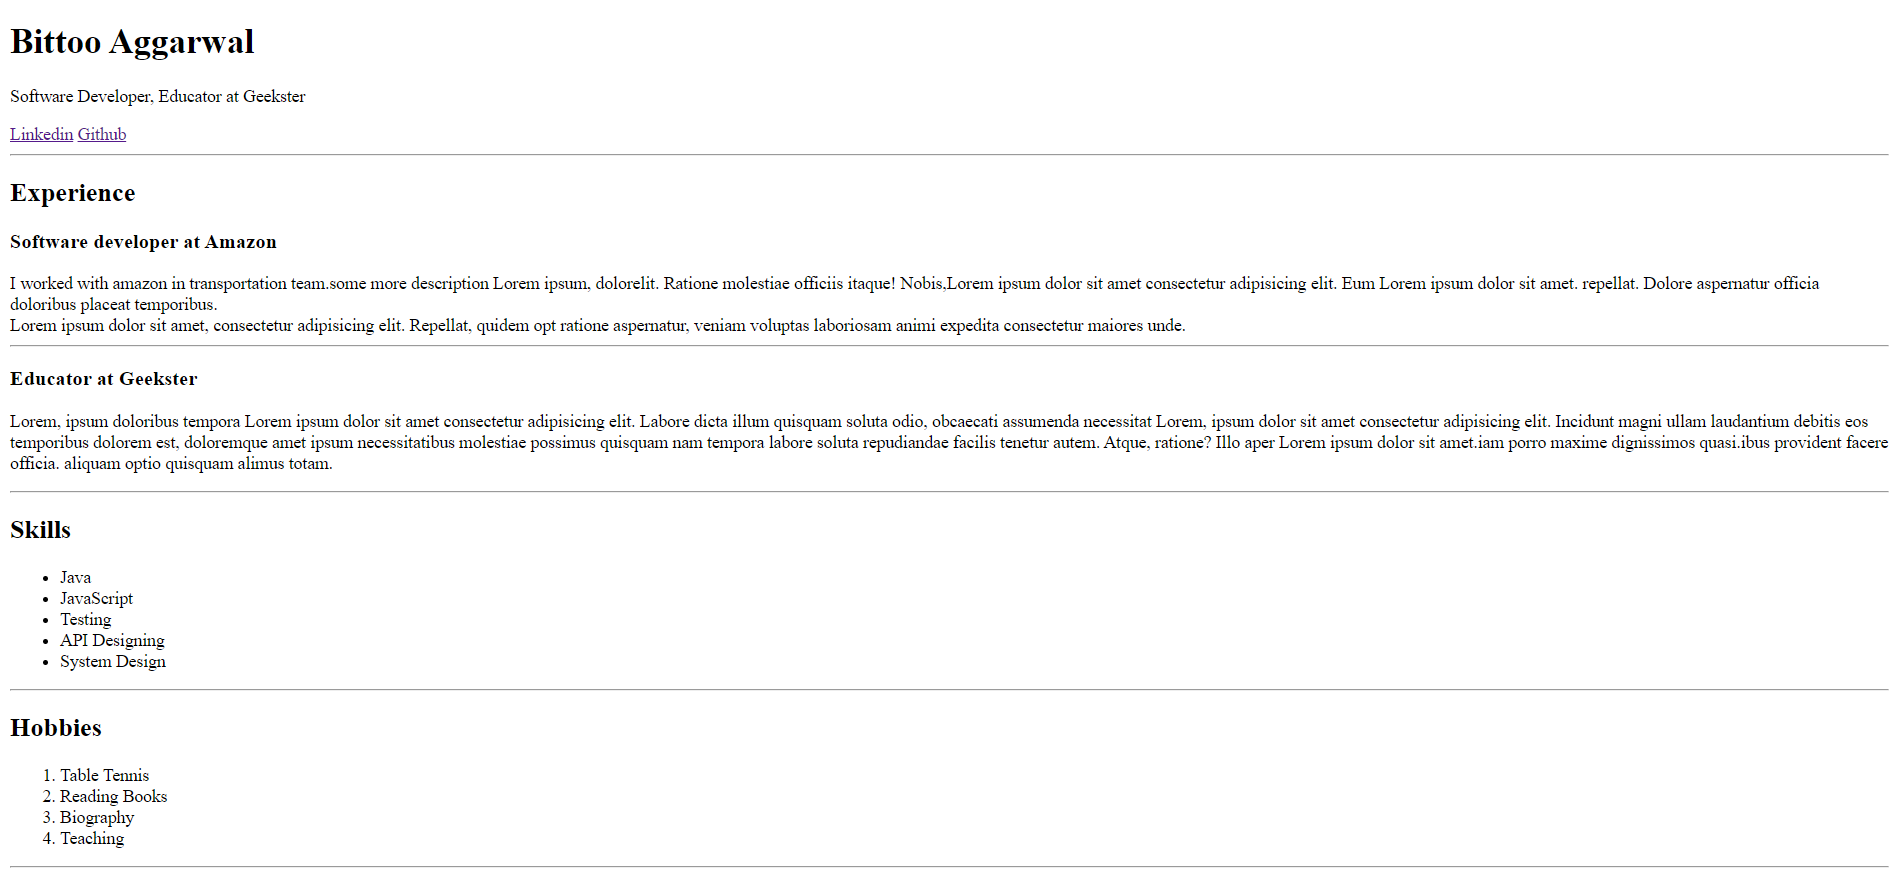 Bittoo Aggarwal
Software Developer, Educator at Geekster
Linkedin Github
Experience
Software developer at Amazon
I worked with amazon in transportation team.some more description Lorem ipsum, dolorelit. Ratione molestiae officiis itaque! Nobis,Lorem ipsum dolor sit amet consectetur adipisicing elit. Eum Lorem ipsum dolor sit amet. repellat. Dolore aspernatur officia
doloribus placeat temporibus.
Lorem ipsum dolor sit amet, consectetur adipisicing elit. Repellat, quidem opt ratione aspernatur, veniam voluptas laboriosam animi expedita consectetur maiores unde.
Educator at Geekster
Lorem, ipsum doloribus tempora Lorem ipsum dolor sit amet consectetur adipisicing elit. Labore dicta illum quisquam soluta odio, obcaecati assumenda necessitat Lorem, ipsum dolor sit amet consectetur adipisicing elit. Incidunt magni ullam laudantium debitis eos
temporibus dolorem est, doloremque amet ipsum necessitatibus molestiae possimus quisquam nam tempora labore soluta repudiandae facilis tenetur autem. Atque, ratione? Illo aper Lorem ipsum dolor sit amet.iam porro maxime dignissimos quasi.ibus provident facere
officia. aliquam optio quisquam alimus totam.
Skills
• Java
• JavaScript
• Testing
• API Designing
• System Design
Hobbies
1. Table Tennis
2. Reading Books
3. Biography
4. Teaching